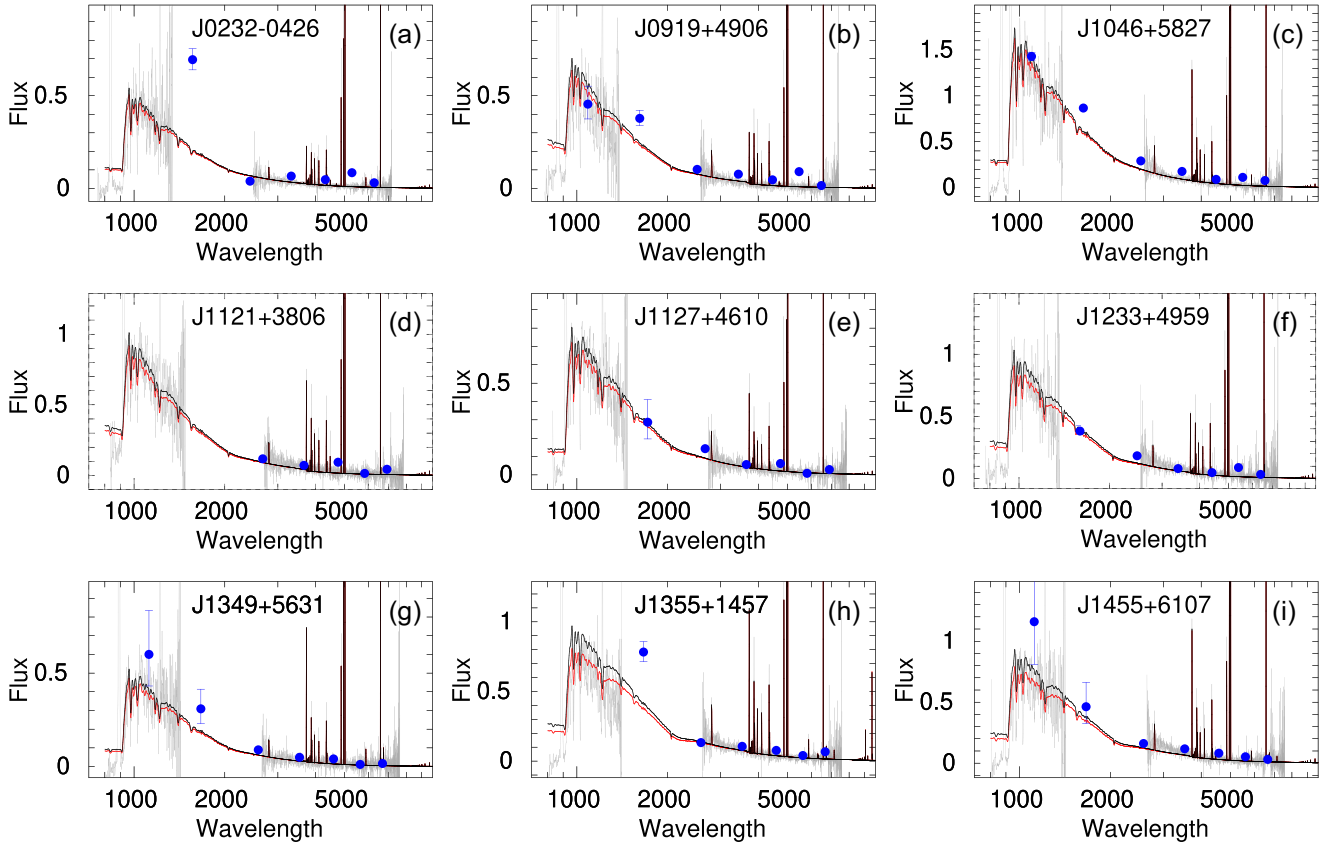 J0232-0426 (a)
Flux
0.5
0
1000 2000 5000
Wavelength
J0919+4906 (b)
Flux
0.5
0
1000 2000 5000
Wavelength
J1046+5827 (c)
Flux
1.5
1
0.5
0
1000 2000 5000
Wavelength
J1121+3806 (d)
Flux
1
0.5
0
1000 2000 5000
Wavelength
J1127+4610 (e)
Flux
0.5
0
1000 2000 5000
Wavelength
J1233+4959 (f)
Flux
1
0.5
0
1000 2000 5000
Wavelength
J1349+5631 (g)
Flux
0.5
0
1000 2000 5000
Wavelength
J1355+1457 (h)
Flux
1
0.5
0
1000 2000 5000
Wavelength
J1455+6107 (i)
Flux
1
0.5
0
1000 2000 5000
Wavelength